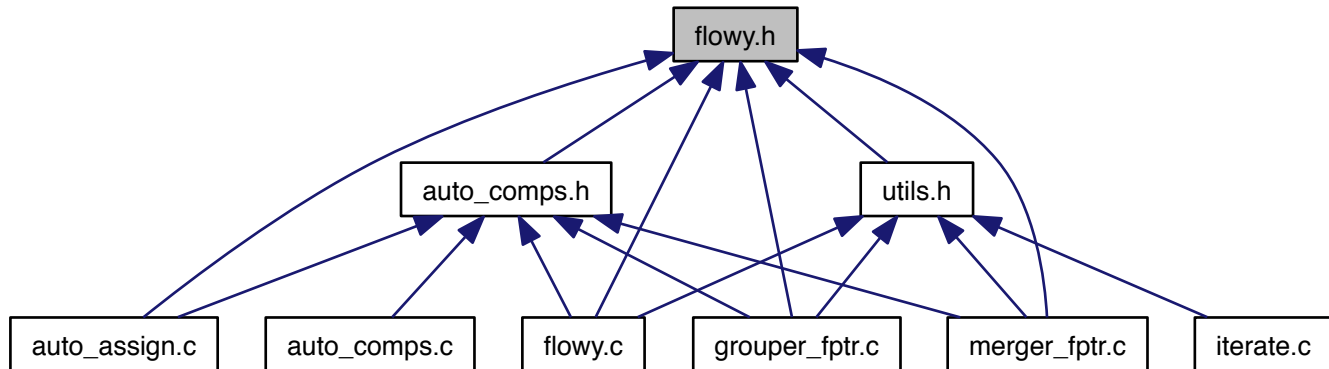 flowy.h
auto_comps.h
utils.h
auto_assign.c
auto_comps.c
flowy.c
grouper_fptr.c
merger_fptr.c
iterate.c